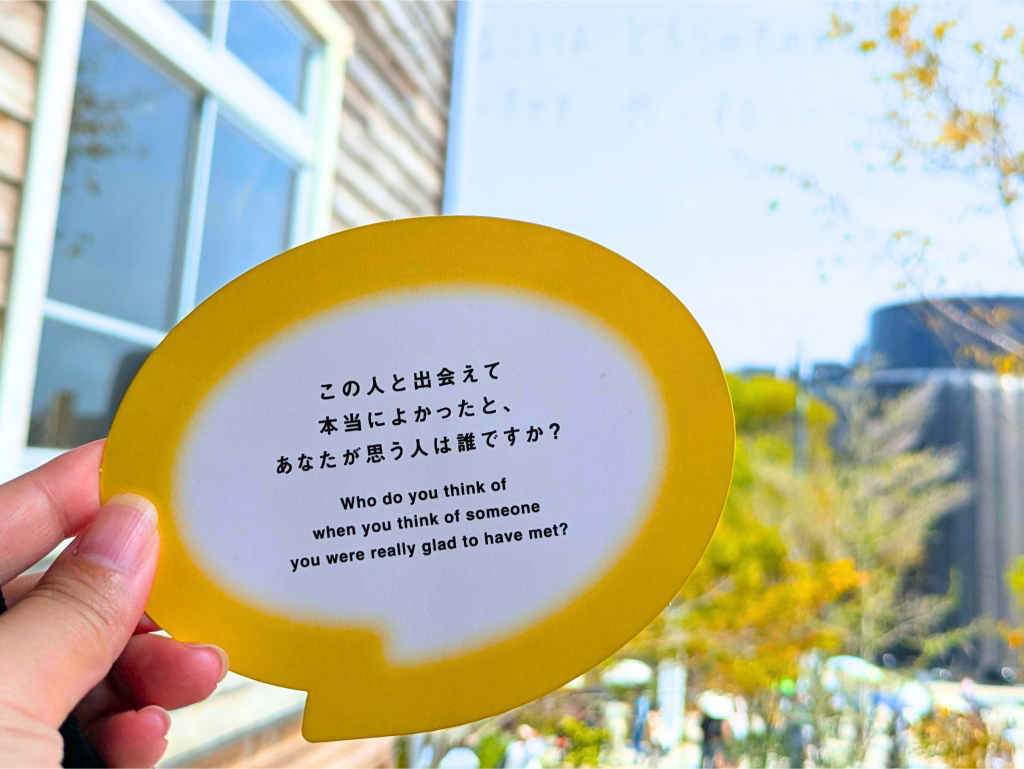 この人と出会えて
本当によかったと、
あなたが思う人は誰ですか？
Who do you think of
when you think of someone
you were really glad to have met?